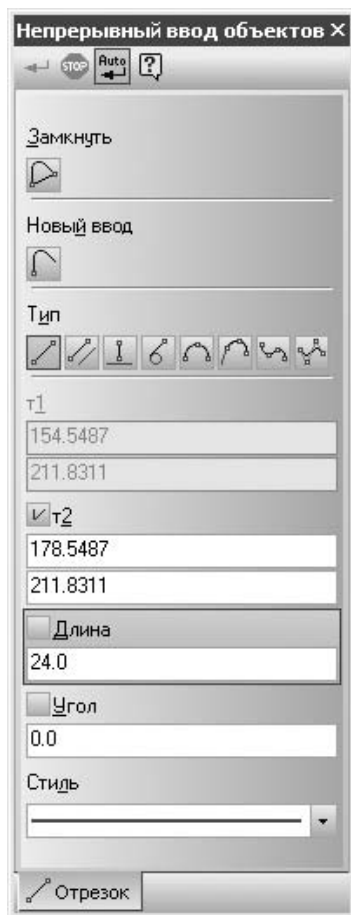 Непрерывный ввод объектов ×
STOP Auto ?
Замкнуть
Новый ввод
Тип
т1
154.5487
211.8311
т2
178.5487
211.8311
Длина
24.0
Угол
0.0
Стиль
Отрезок